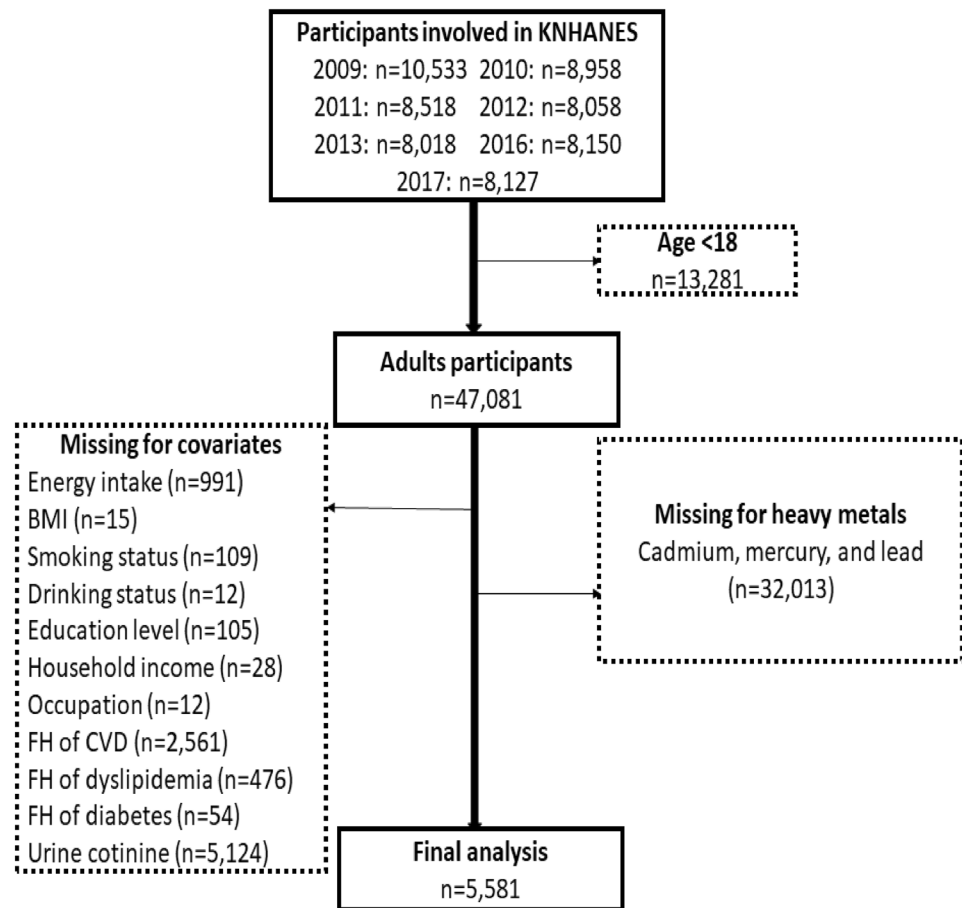 Participants involved in KNHANES
2009: n=10,533 2010: n=8,958
2011: n=8,518 2012: n=8,058
2013: n=8,018 2016: n=8,150
2017: n=8,127
Age <18
n=13,281
Adults participants
n=47,081
Missing for covariates
Energy intake (n=991)
BMI (n=15)
Smoking status (n=109)
Drinking status (n=12)
Education level (n=105)
Household income (n=28)
Occupation (n=12)
FH of CVD (n=2,561)
FH of dyslipidemia (n=476)
FH of diabetes (n=54)
Urine cotinine (n=5,124)
Missing for heavy metals
Cadmium, mercury, and lead
(n=32,013)
Final analysis
n=5,581